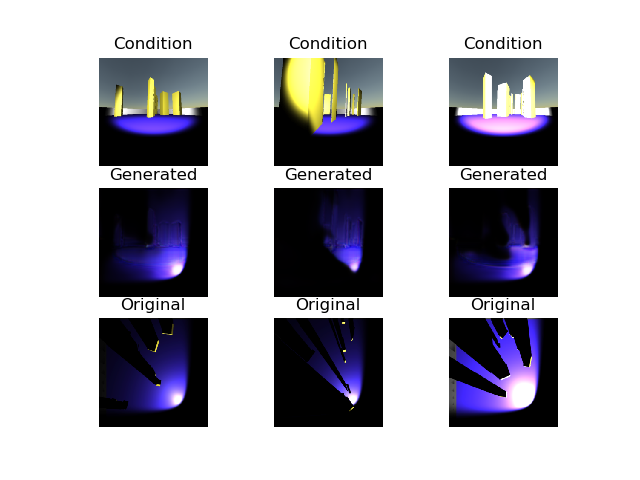 Condition
Condition
Condition
Generated
Generated
Generated
Original
Original
Original